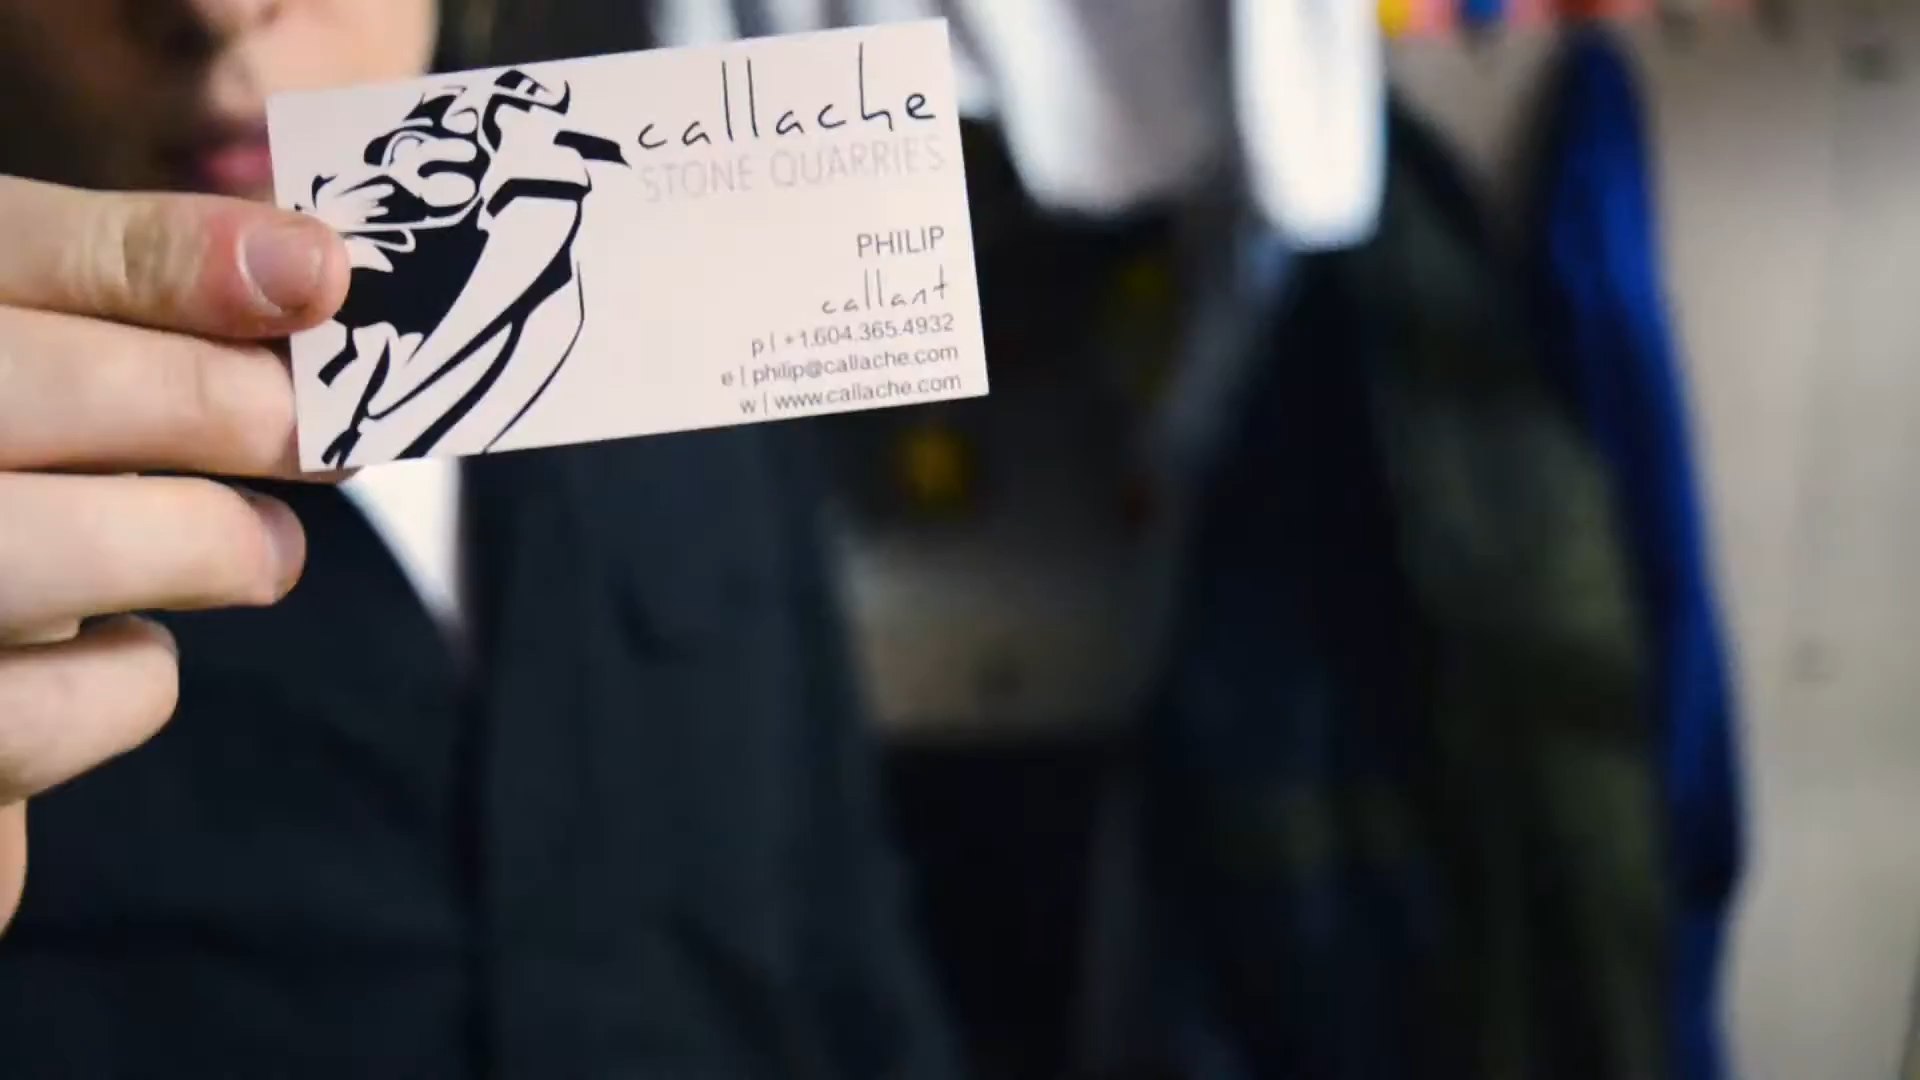 callache
STONE QUARRIES
PHILIP
callant
p | +1.604.365.4932
e | philip@callache.com
w | www.callache.com